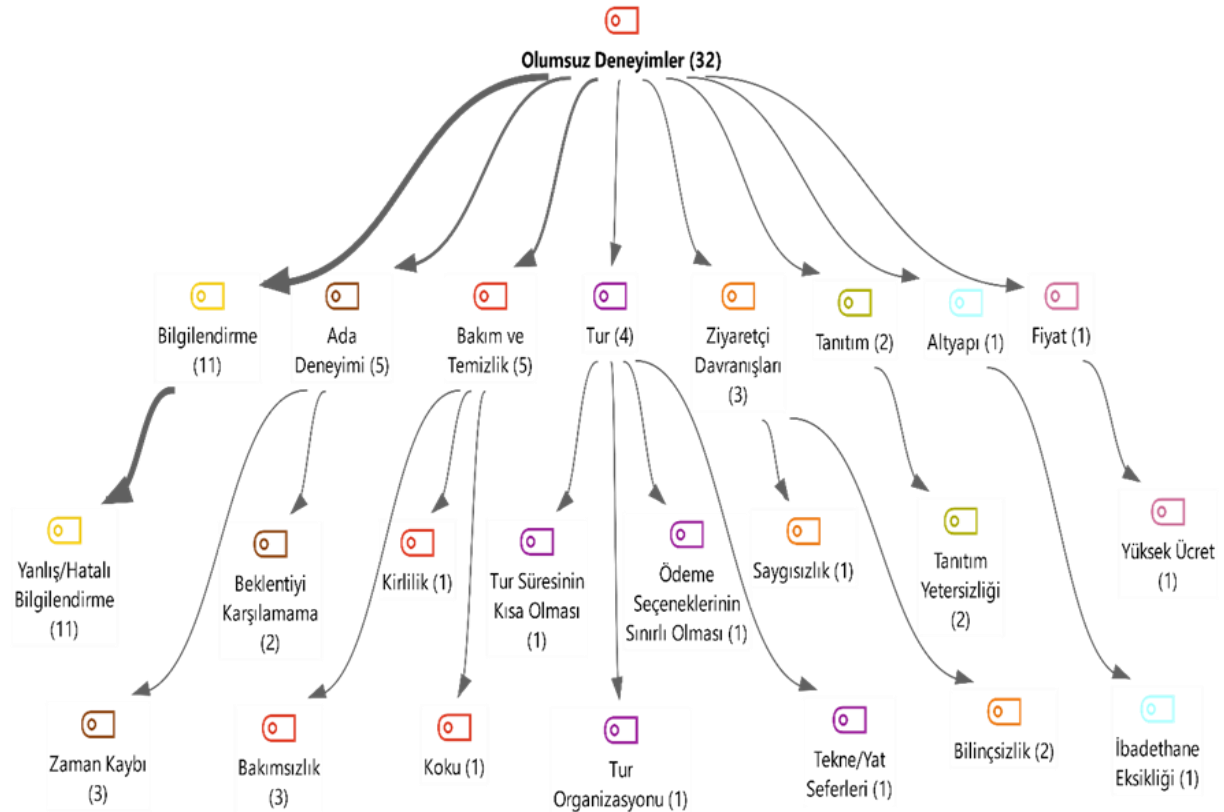 Olumsuz Deneyimler (32)
Bilgilendirme
(11)
Ada
Deneyimi (5)
Bakım ve
Temizlik (5)
Tur (4)
Ziyaretçi
Davranışları
(3)
Tanıtım (2)
Altyapı (1)
Fiyat (1)
Yanlış/Hatalı
Bilgilendirme
(11)
Beklentiyi
Karşılamama
(2)
Kirlilik (1)
Tur Süresinin
Kısa Olması
(1)
Ödeme
Seçeneklerinin
Sınırlı Olması (1)
Saygısızlık (1)
Tanıtım
Yetersizliği
(2)
Yüksek Ücret
(1)
Zaman Kaybı
(3)
Bakımsızlık
(3)
Koku (1)
Tur
Organizasyonu (1)
Tekne/Yat
Seferleri (1)
Bilinçsizlik (2)
İbadethane
Eksikliği (1)